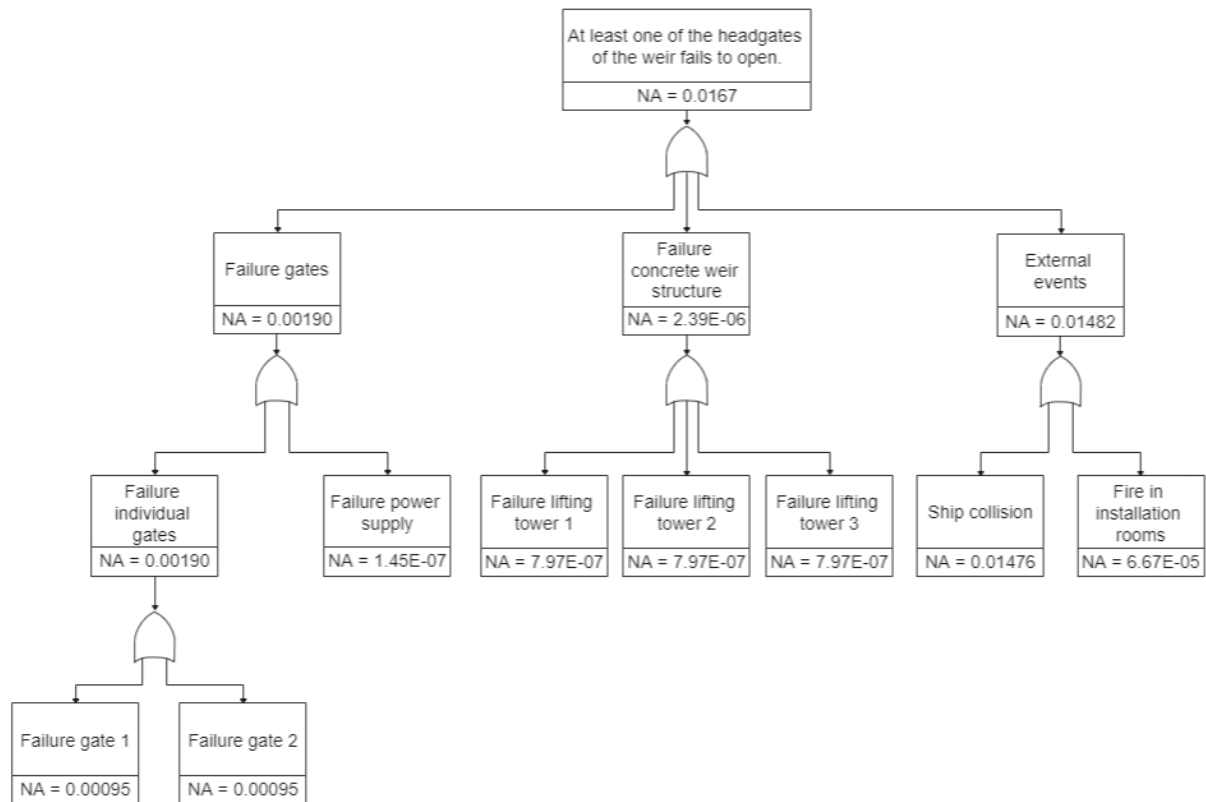 At least one of the headgates
of the weir fails to open.
NA = 0.0167
Failure gates
NA = 0.00190
Failure
concrete weir
structure
NA = 2.39E-06
External
events
NA = 0.01482
Failure
individual
gates
NA = 0.00190
Failure power
supply
NA = 1.45E-07
Failure lifting
tower 1
NA = 7.97E-07
Failure lifting
tower 2
NA = 7.97E-07
Failure lifting
tower 3
NA = 7.97E-07
Ship collision
NA = 0.01476
Fire in
installation
rooms
NA = 6.67E-05
Failure gate 1
NA = 0.00095
Failure gate 2
NA = 0.00095